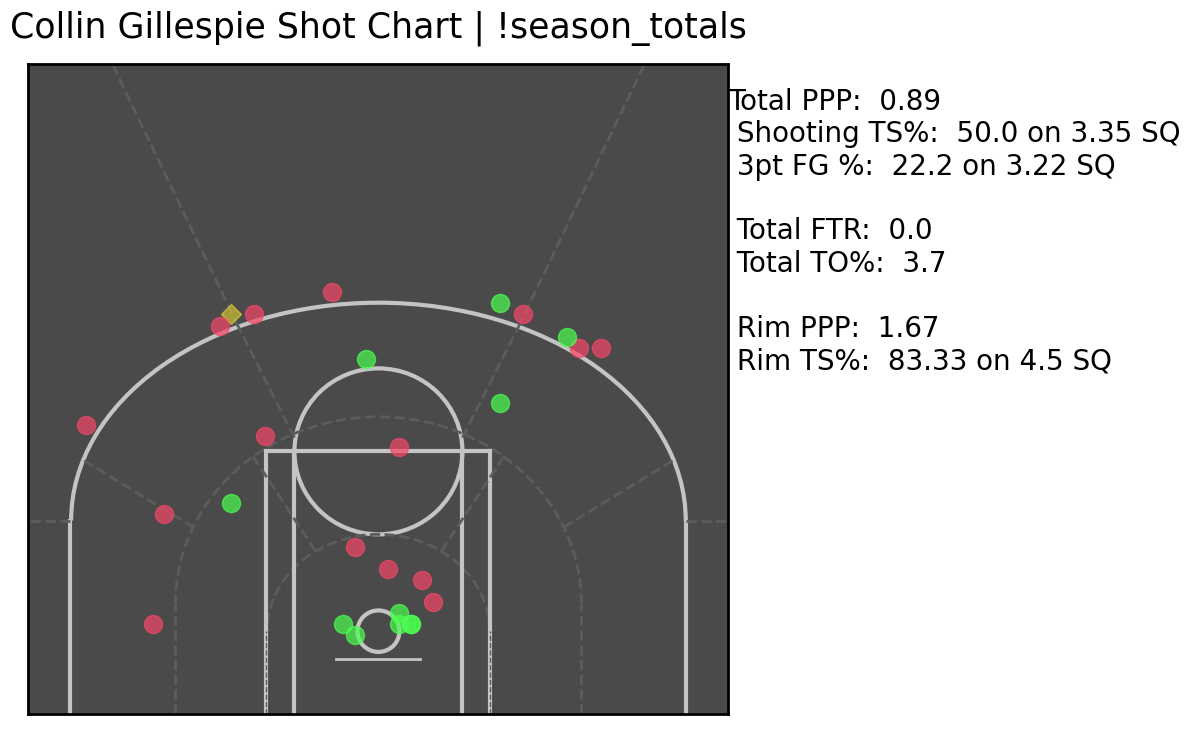 Collin Gillespie Shot Chart | !season_totals
Total PPP: 0.89
Shooting TS%: 50.0 on 3.35 SQ
3pt FG %: 22.2 on 3.22 SQ
Total FTR: 0.0
Total TO%: 3.7
Rim PPP: 1.67
Rim TS%: 83.33 on 4.5 SQ